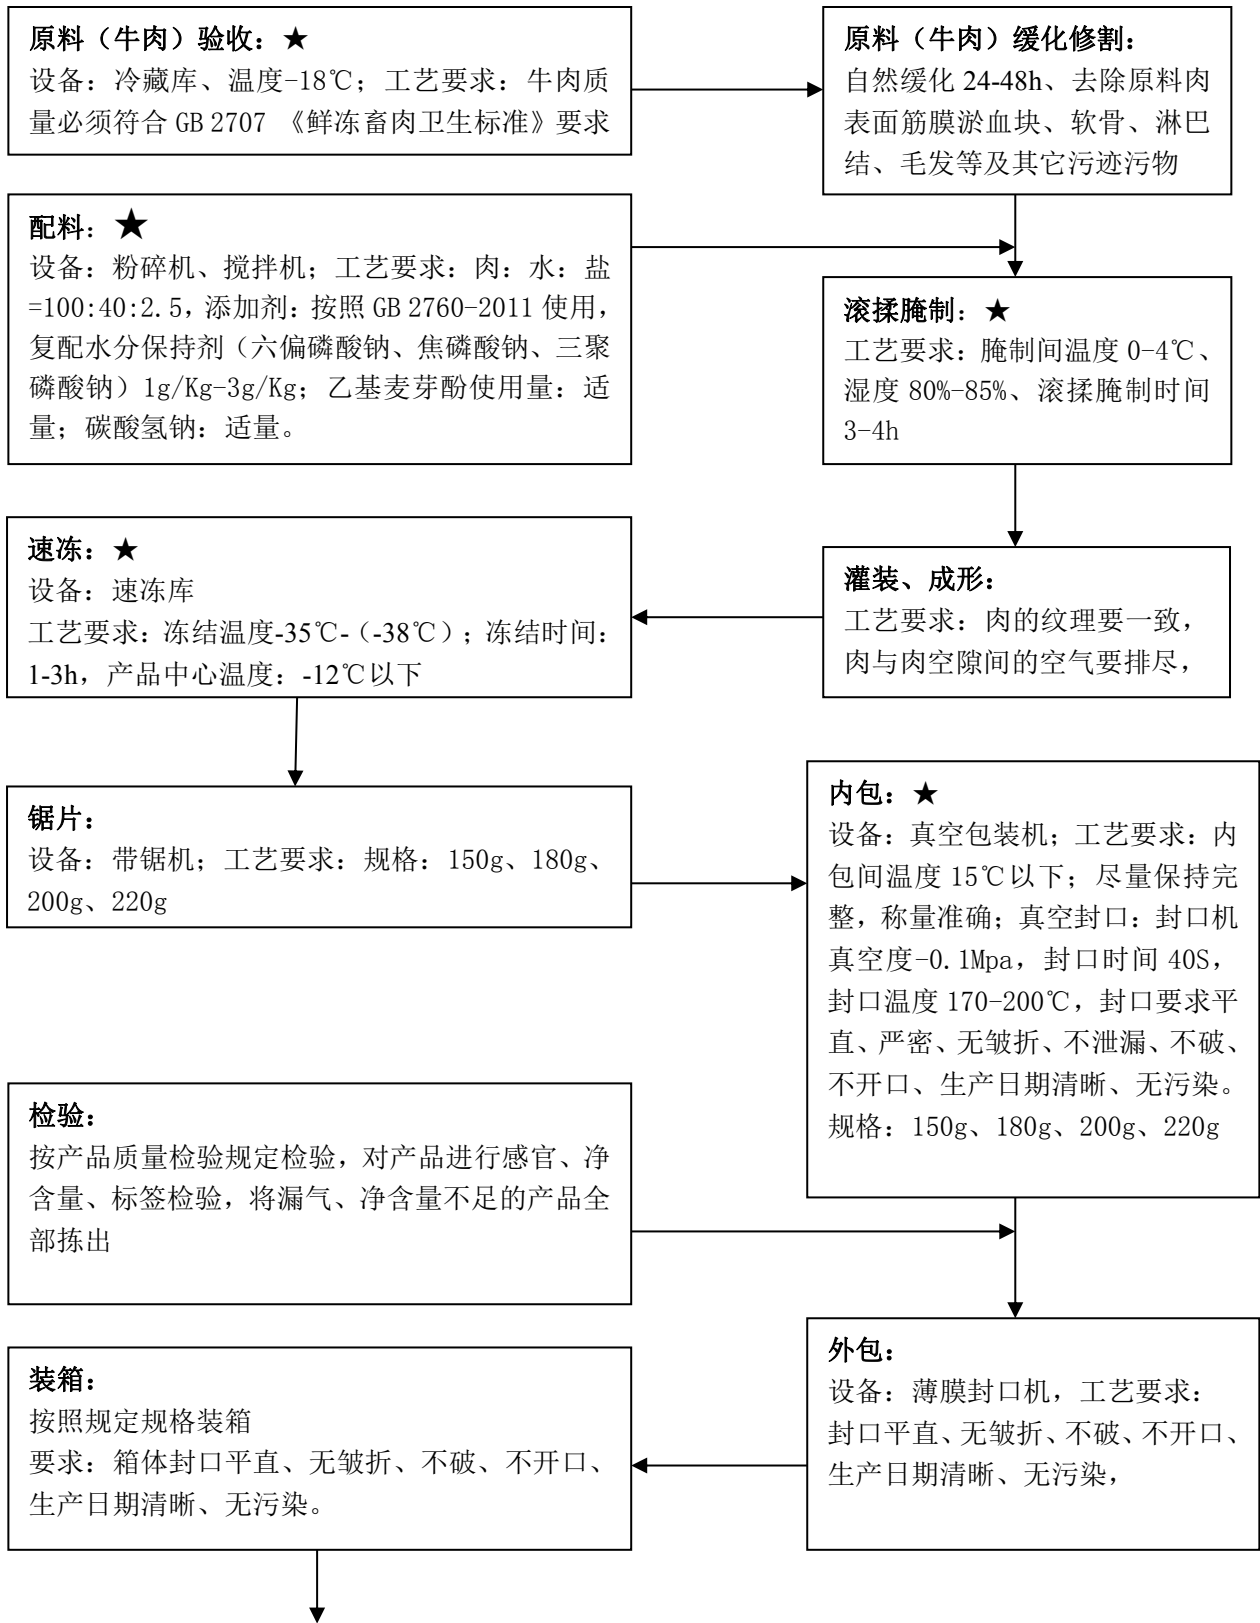 原料（牛肉）验收：★
设备：冷藏库、温度-18℃；工艺要求：牛肉质
量必须符合 GB 2707 《鲜冻畜肉卫生标准》要求
原料（牛肉）缓化修割：
自然缓化 24-48h、去除原料肉
表面筋膜淤血块、软骨、淋巴
结、毛发等及其它污迹污物
配料：★
设备：粉碎机、搅拌机；工艺要求：肉：水：盐
=100:40:2.5，添加剂：按照 GB 2760-2011 使用，
复配水分保持剂（六偏磷酸钠、焦磷酸钠、三聚
磷酸钠）1g/Kg-3g/Kg；乙基麦芽酚使用量：适
量；碳酸氢钠：适量。
滚揉腌制：★
工艺要求：腌制间温度 0-4℃、
湿度 80%-85%、滚揉腌制时间
3-4h
速冻：★
设备：速冻库
工艺要求：冻结温度-35℃-（-38℃）；冻结时间：
1-3h，产品中心温度：-12℃以下
灌装、成形：
工艺要求：肉的纹理要一致，
肉与肉空隙间的空气要排尽，
锯片：
设备：带锯机；工艺要求：规格：150g、180g、
200g、220g
内包：★
设备：真空包装机；工艺要求：内
包间温度 15℃以下；尽量保持完
整，称量准确；真空封口：封口机
真空度-0.1Mpa，封口时间 40S，
封口温度 170-200℃，封口要求平
直、严密、无皱折、不泄漏、不破、
不开口、生产日期清晰、无污染。
规格：150g、180g、200g、220g
检验：
按产品质量检验规定检验，对产品进行感官、净
含量、标签检验，将漏气、净含量不足的产品全
部拣出
外包：
设备：薄膜封口机，工艺要求：
封口平直、无皱折、不破、不开口、
生产日期清晰、无污染，
装箱：
按照规定规格装箱
要求：箱体封口平直、无皱折、不破、不开口、
生产日期清晰、无污染。